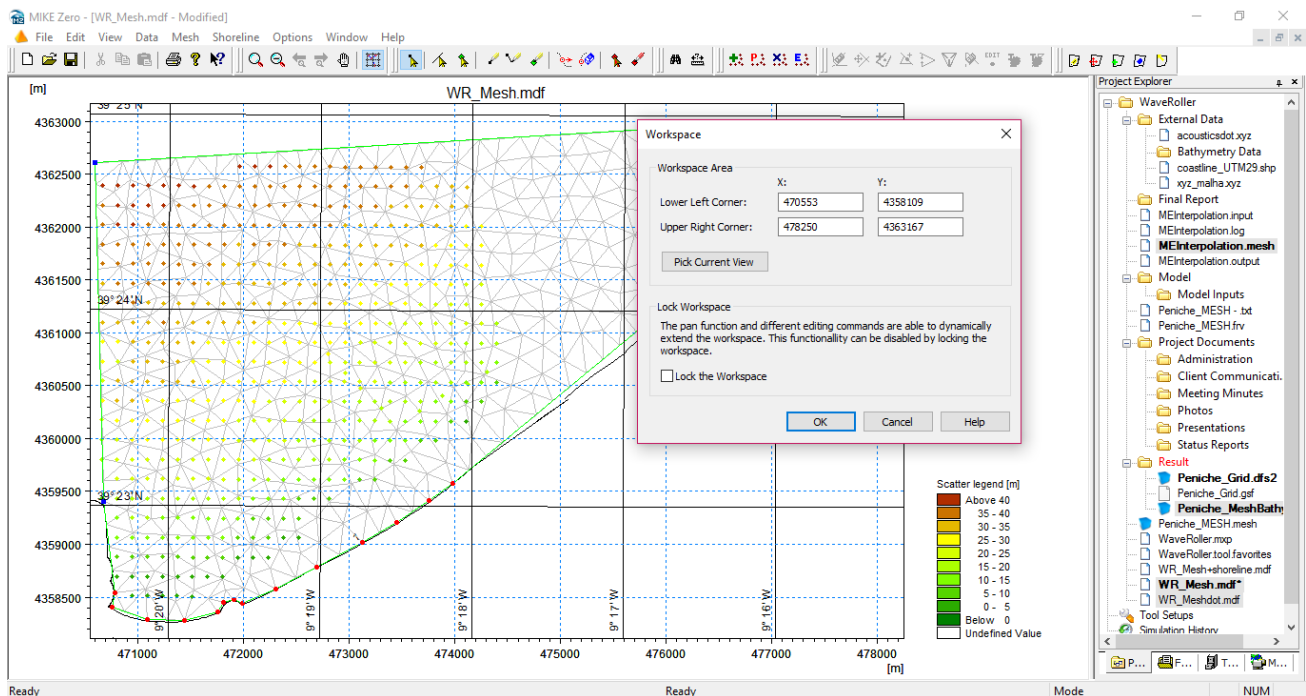 MIKE Zero - [WR_Mesh.mdf - Modified]
File Edit View Data Mesh Shoreline Options Window Help
[m]
WR_Mesh.mdf
39°25'N
4363000
4362500
4362000
4361500
39°24'N
4361000
4360500
4360000
4359500
39°23'N
4359000
4358500
9°20'W
9°19'W
9°18'W
9°17'W
9°16'W
471000 472000 473000 474000 475000 476000 477000 478000
[m]
Workspace
Workspace Area
X: Y:
Lower Left Corner: 470553 4358109
Upper Right Corner: 478250 4363167
Pick Current View
Lock Workspace
The pan function and different editing commands are able to dynamically
extend the workspace. This functionallity can be disabled by locking the
workspace.
Lock the Workspace
OK Cancel Help
Scatter legend [m]
Above 40
35 - 40
30 - 35
25 - 30
20 - 25
15 - 20
10 - 15
5 - 10
0 - 5
Below 0
Undefined Value
Project Explorer
WaveRoller
External Data
acousticsdot.xyz
Bathymetry Data
coastline_UTM29.shp
xyz_malha.xyz
Final Report
MEInterpolation.input
MEInterpolation.log
MEInterpolation.mesh
MEInterpolation.output
Model
Model Inputs
Peniche_MESH - .txt
Peniche_MESH.frv
Project Documents
Administration
Client Communicati.
Meeting Minutes
Photos
Presentations
Status Reports
Result
Peniche_Grid.dfs2
Peniche_Grid.gsf
Peniche_MeshBathy
Peniche_MESH.mesh
WaveRoller.mxp
WaveRoller.tool.favorites
WR_Mesh+shoreline.mdf
WR_Mesh.mdf*
WR_Meshdot.mdf
Tool Setups
Simulation History
P... F... T... M...
Ready Ready Mode NUM